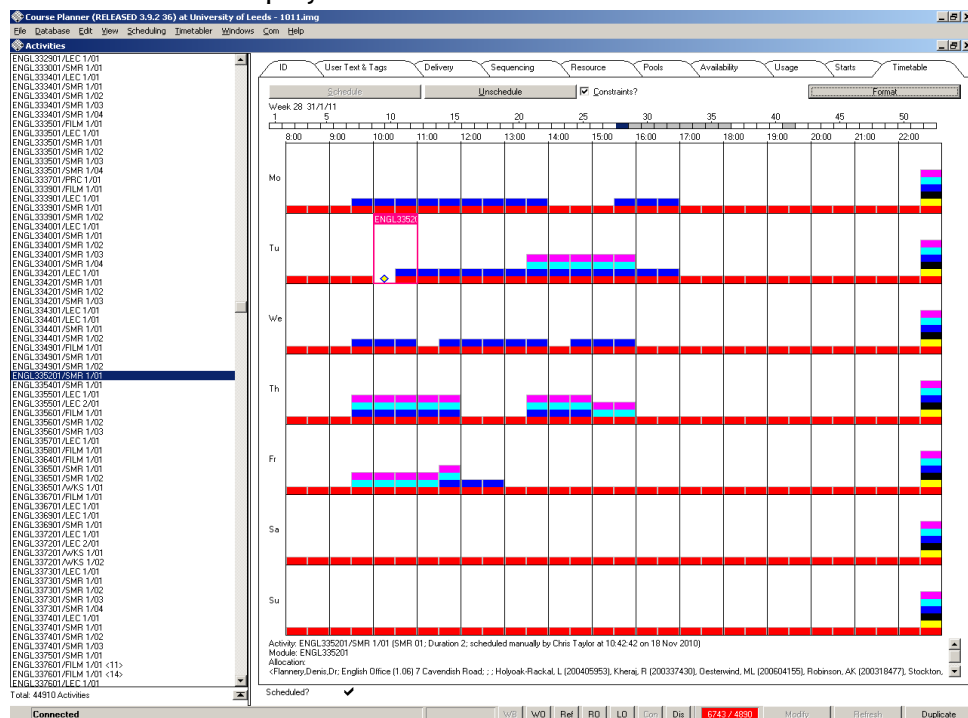 Course Planner (RELEASED 3.9.2 36) at University of Leeds - 1011.img
File Database Edit View Scheduling Timetabler Windows Com Help
Activities
ENGL332901/LEC 1/01
ENGL333001/SMR 1/01
ENGL333401/LEC 1/01
ENGL333401/SMR 1/01
ENGL333401/SMR 1/02
ENGL333401/SMR 1/03
ENGL333401/SMR 1/04
ENGL333501/FILM 1/01
ENGL333501/LEC 1/01
ENGL333501/SMR 1/01
ENGL333501/SMR 1/02
ENGL333501/SMR 1/03
ENGL333501/SMR 1/04
ENGL333701/PRC 1/01
ENGL333901/FILM 1/01
ENGL333901/LEC 1/01
ENGL333901/SMR 1/01
ENGL333901/SMR 1/02
ENGL334001/LEC 1/01
ENGL334001/SMR 1/01
ENGL334001/SMR 1/02
ENGL334001/SMR 1/03
ENGL334001/SMR 1/04
ENGL334201/LEC 1/01
ENGL334201/SMR 1/01
ENGL334201/SMR 1/02
ENGL334201/SMR 1/03
ENGL334301/LEC 1/01
ENGL334401/LEC 1/01
ENGL334401/SMR 1/01
ENGL334401/SMR 1/02
ENGL334901/FILM 1/01
ENGL334901/SMR 1/01
ENGL334901/SMR 1/02
ENGL335201/SMR 1/01
ENGL335401/SMR 1/01
ENGL335501/LEC 1/01
ENGL335501/LEC 2/01
ENGL335601/FILM 1/01
ENGL335601/SMR 1/02
ENGL335601/SMR 1/03
ENGL335701/LEC 1/01
ENGL335801/FILM 1/01
ENGL336401/FILM 1/01
ENGL336501/SMR 1/01
ENGL336501/SMR 1/02
ENGL336501/WKS 1/01
ENGL336701/FILM 1/01
ENGL336701/LEC 1/01
ENGL336901/LEC 1/01
ENGL336901/SMR 1/01
ENGL337201/LEC 1/01
ENGL337201/LEC 2/01
ENGL337201/WKS 1/01
ENGL337201/WKS 1/02
ENGL337301/LEC 1/01
ENGL337301/SMR 1/01
ENGL337301/SMR 1/02
ENGL337301/SMR 1/03
ENGL337301/SMR 1/04
ENGL337401/LEC 1/01
ENGL337401/SMR 1/01
ENGL337401/SMR 1/02
ENGL337401/SMR 1/03
ENGL337501/SMR 1/01
ENGL337601/FILM 1/01 <11>
ENGL337601/FILM 1/01 <14>
ENGL337601/LEC 1/01
Total: 44910 Activities
ID User Text & Tags Delivery Sequencing Resource Pools Availability Usage Starts Timetable
Schedule Unschedule Constraints? Format
Week 28 31/1/11
1 5 10 15 20 25 30 35 40 45 50
8:00 9:00 10:00 11:00 12:00 13:00 14:00 15:00 16:00 17:00 18:00 19:00 20:00 21:00 22:00
Mo
ENGL33520
Tu
We
Th
Fr
Sa
Su
Activity: ENGL335201/SMR 1/01 (SMR 01; Duration 2; scheduled manually by Chris Taylor at 10:42:42 on 18 Nov 2010)
Module: ENGL335201
Allocation:
<Flannery,Denis,Dr; English Office (1.06) 7 Cavendish Road; ; ; Holyoak-Rackal, L (200405953), Kheraj, R (200337430), Oesterwind, ML (200604155), Robinson, AK (200318477), Stockton,
Scheduled?
Connected WB WO Ref RO LO Con Dis 6743 / 4890 Modify Refresh Duplicate